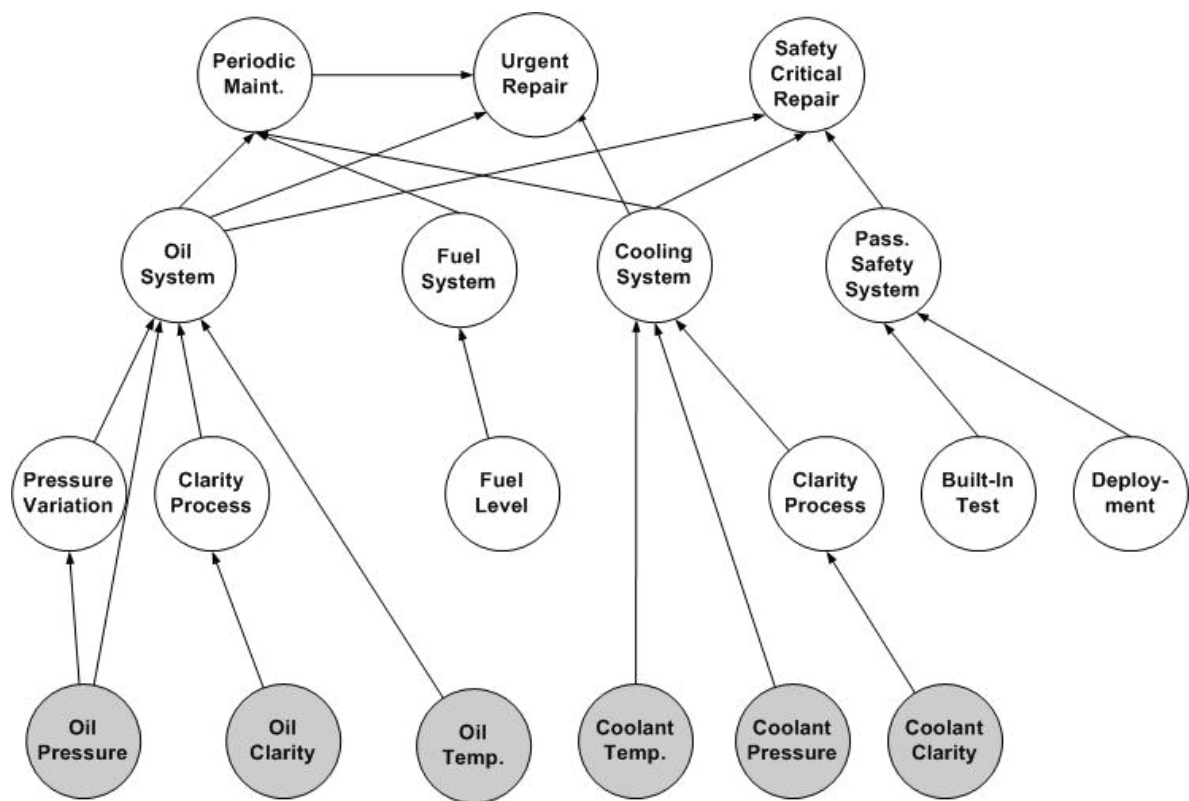 Periodic
Maint.
Urgent
Repair
Safety
Critical
Repair
Oil
System
Fuel
System
Cooling
System
Pass.
Safety
System
Pressure
Variation
Clarity
Process
Fuel
Level
Clarity
Process
Built-In
Test
Deploy-
ment
Oil
Pressure
Oil
Clarity
Oil
Temp.
Coolant
Temp.
Coolant
Pressure
Coolant
Clarity